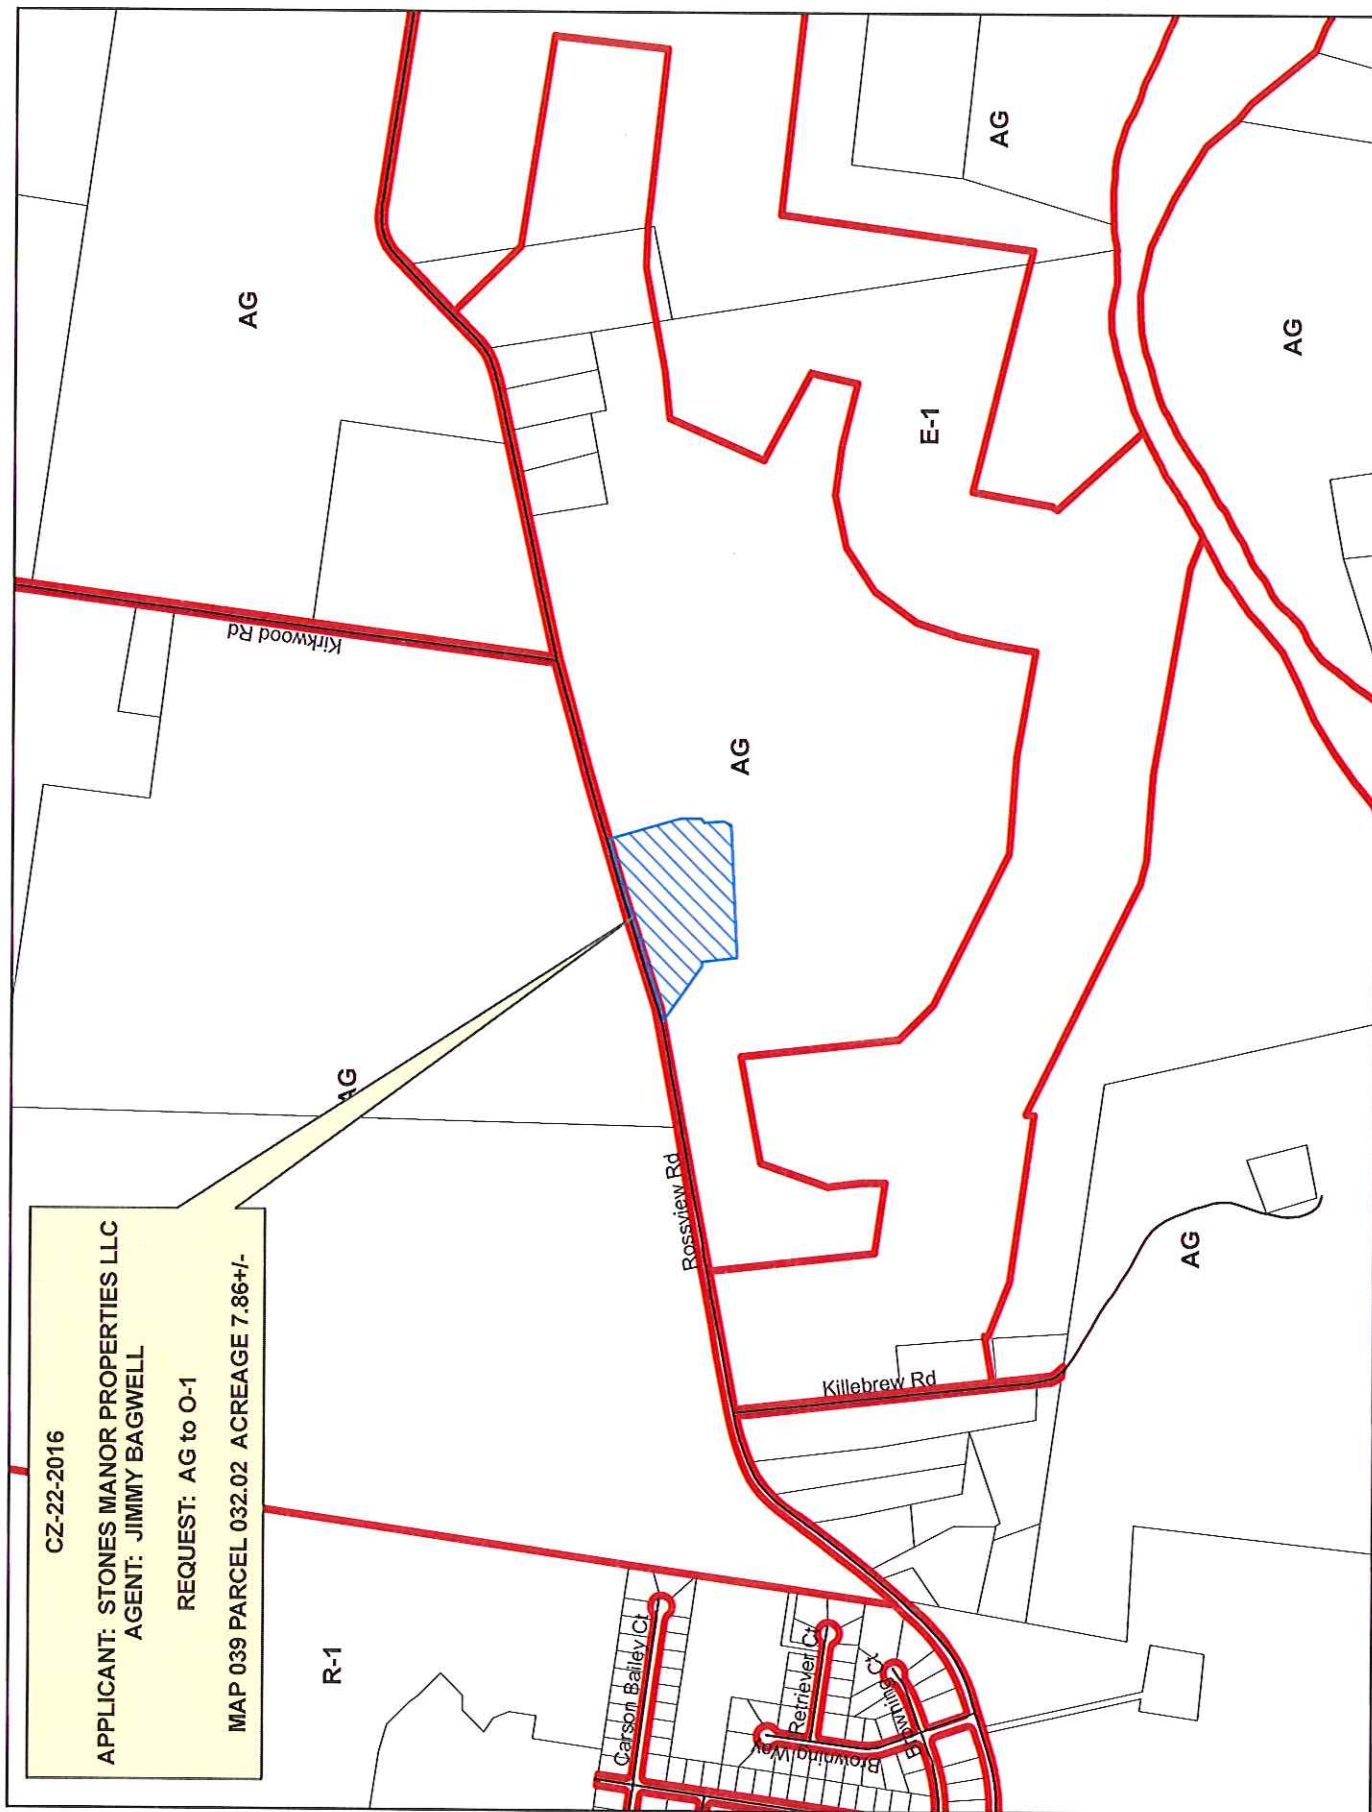 CZ-22-2016
APPLICANT: STONES MANOR PROPERTIES LLC
AGENT: JIMMY BAGWELL
REQUEST: AG to O-1
MAP 039 PARCEL 032.02 ACREAGE 7.86+/-
R-1
AG
AG
Kirkwood Rd
Rossview Rd
AG
E-1
AG
AG
AG
Killebrew Rd
Carson Bailey Ct
Retriever Ct
Browning Ct
Browning Way